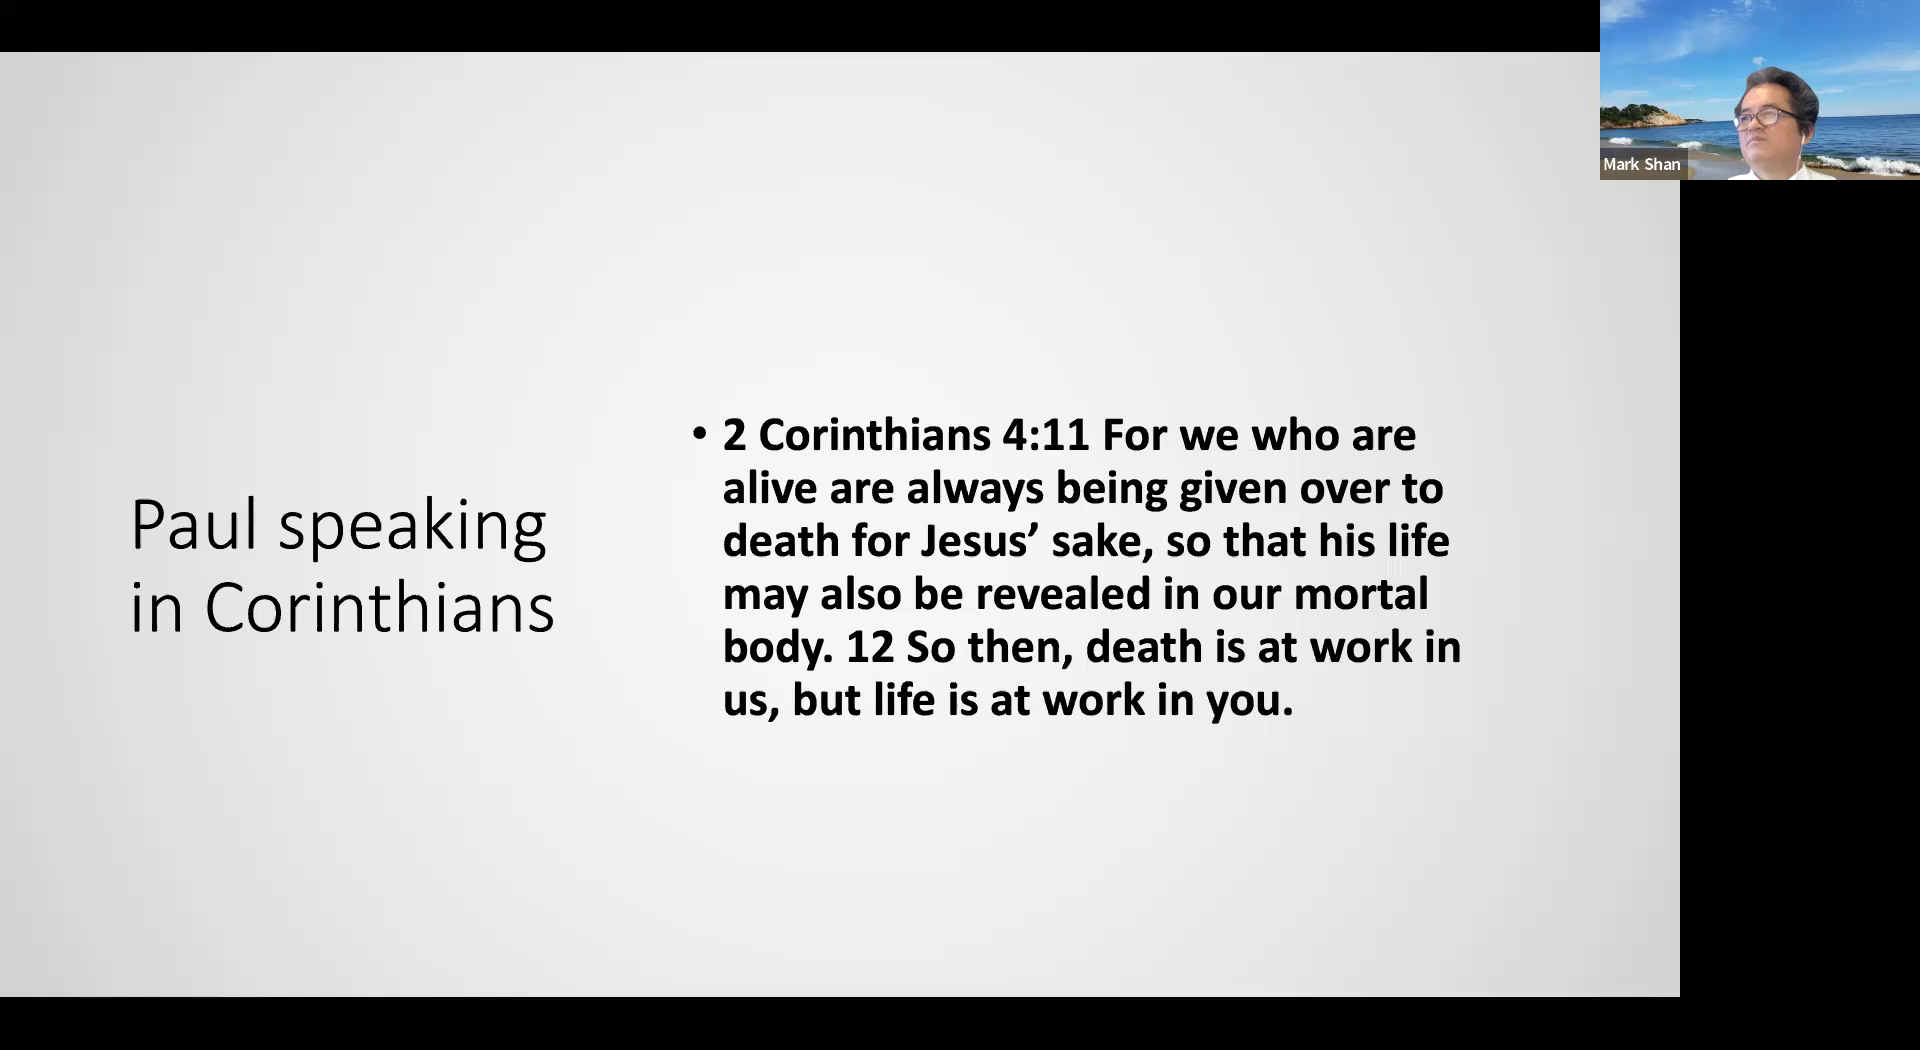 Mark Shan
Paul speaking
in Corinthians
• 2 Corinthians 4:11 For we who are
alive are always being given over to
death for Jesus’ sake, so that his life
may also be revealed in our mortal
body. 12 So then, death is at work in
us, but life is at work in you.